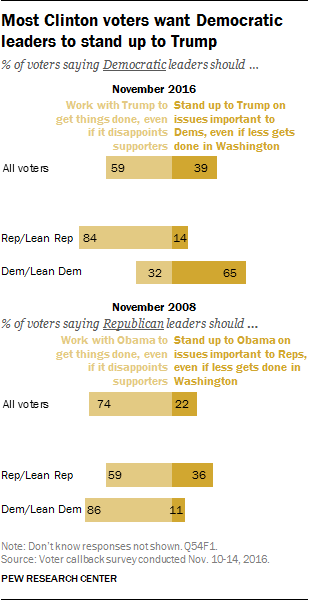 Most Clinton voters want Democratic
leaders to stand up to Trump
% of voters saying Democratic leaders should ...
November 2016
Work with Trump to
get things done, even
if it disappoints
supporters
Stand up to Trump on
issues important to
Dems, even if less gets
done in Washington
All voters 59 39
Rep/Lean Rep 84 14
Dem/Lean Dem 32 65
November 2008
% of voters saying Republican leaders should ...
Work with Obama to
get things done, even
if it disappoints
supporters
Stand up to Obama on
issues important to Reps,
even if less gets done in
Washington
All voters 74 22
Rep/Lean Rep 59 36
Dem/Lean Dem 86 11
Note: Don't know responses not shown. Q54F1.
Source: Voter callback survey conducted Nov. 10-14, 2016.
PEW RESEARCH CENTER